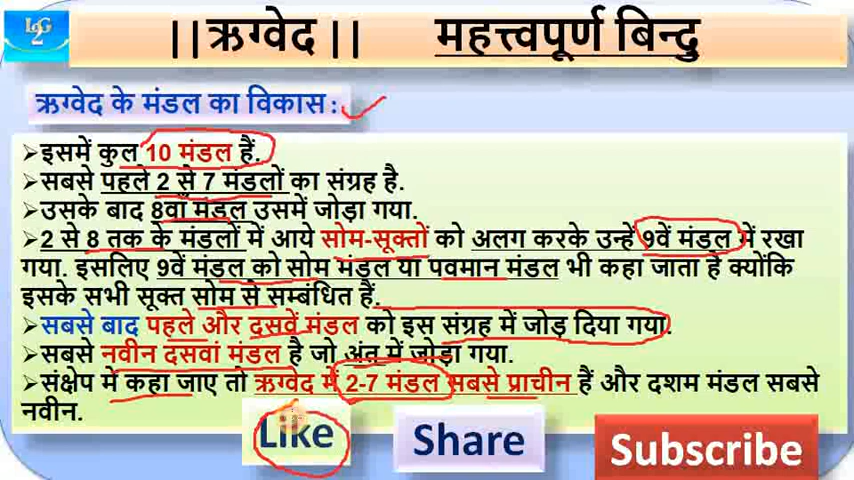 LG
2
||ऋग्वेद|| महत्त्वपूर्ण बिन्दु
ऋग्वेद के मंडल का विकास:
➢इसमें कुल 10 मंडल हैं.
➢सबसे पहले 2 से 7 मंडलों का संग्रह है.
➢उसके बाद 8वाँ मंडल उसमें जोड़ा गया.
➢2 से 8 तक के मंडलों में आये सोम-सूक्तों को अलग करके उन्हें 9वें मंडल में रखा
गया. इसलिए 9वें मंडल को सोम मंडल या पवमान मंडल भी कहा जाता है क्योंकि
इसके सभी सूक्त सोम से सम्बंधित हैं.
➢सबसे बाद पहले और दसवें मंडल को इस संग्रह में जोड़ दिया गया.
➢सबसे नवीन दसवां मंडल है जो अंत में जोड़ा गया.
➢संक्षेप में कहा जाए तो ऋग्वेद में 2-7 मंडल सबसे प्राचीन हैं और दशम मंडल सबसे
नवीन.
Like Share Subscribe